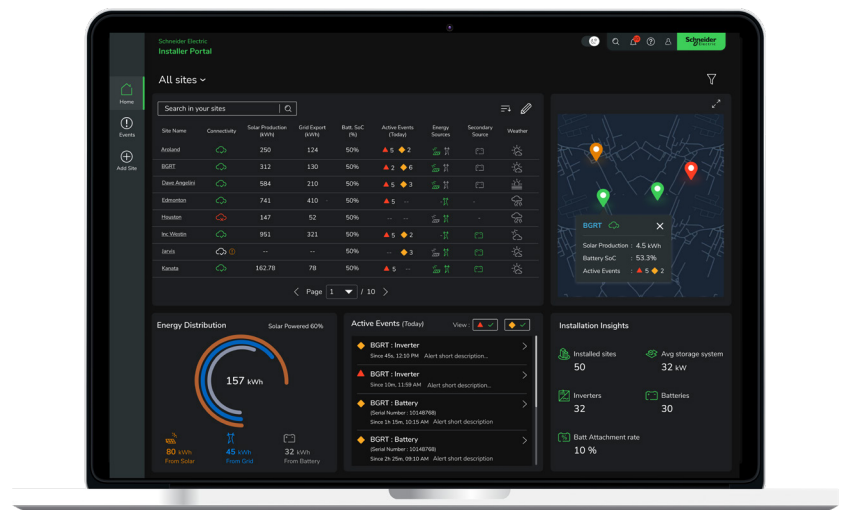 Schneider Electric
Installer Portal
Schneider
Electric
All sites
Home
Events
Add Site
Search in your sites
Site Name Connectivity Solar Production (kWh) Grid Export (kWh) Batt. SoC (%) Active Events (Today) Energy Sources Secondary Source Weather
Acoland 250 124 50% 5 2
BGRT 312 130 50% 2 6
Dave Angelini 584 210 50% 5 3
Edmonton 741 410 - 50% 5 -- - -
Houston 147 52 50% -- -- -
Inc Westin 951 321 50% 5 2
Jarvis -- -- 50% -- 3
Kanata 162.78 78 50% 5 --
Page 1 / 10
BGRT
Solar Production : 4.5 kWh
Battery SoC : 53.3%
Active Events : 5 2
Energy Distribution Solar Powered 60%
157 kWh
80 kWh 45 kWh 32 kWh
From Solar From Grid From Battery
Active Events (Today) View :
BGRT : Inverter
Since 45s, 12:10 PM Alert short description...
BGRT : Inverter
Since 10m, 11:59 AM Alert short description...
BGRT : Battery
(Serial Number : 10148768)
Since 1h 15m, 10:15 AM Alert short description
BGRT : Battery
(Serial Number : 10148768)
Since 2h 25m, 09:10 AM Alert short description
Installation Insights
Installed sites
50
Avg storage system
32 kW
Inverters
32
Batteries
30
Batt Attachment rate
10 %